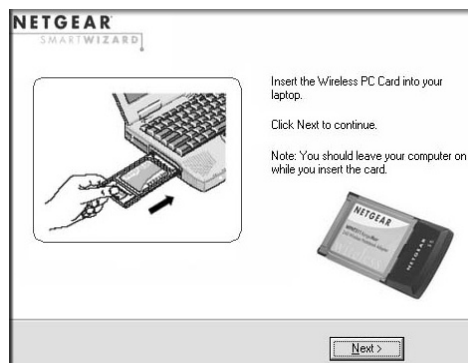 NETGEAR
SMARTWIZARD
Insert the Wireless PC Card into your
laptop.
Click Next to continue.
Note: You should leave your computer on
while you insert the card.
NETGEAR
NETGEAR
Next >